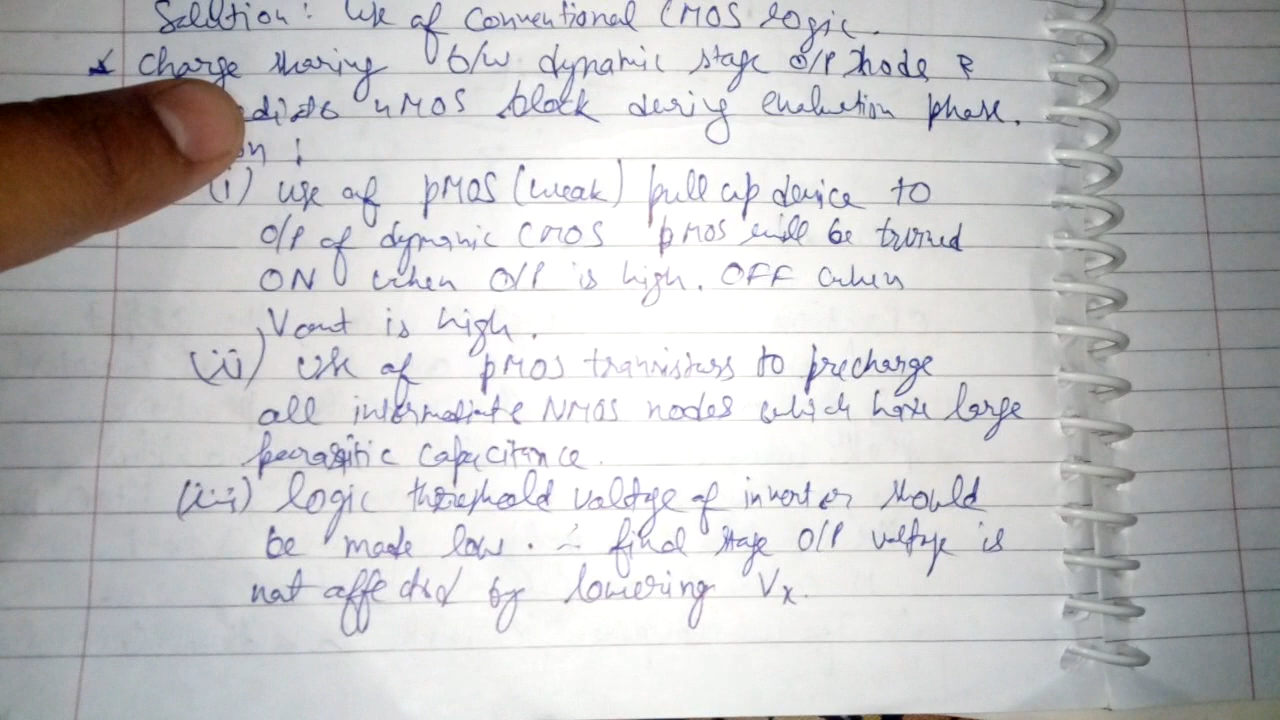 Solution: Use of Conventional CMOS logic.
* Charge sharing b/w dynamic stage O/P node &
nMOS block during evaluation phase.
(i) Use of pMOS (weak) pull up device to
O/P of dynamic CMOS pMOS will be turned
ON when O/P is high. OFF when
Vout is high.
(ii) Use of pMOS transistors to precharge
all intermediate NMOS nodes which have large
parasitic capacitance.
(iii) logic threshold voltage of inverter should
be made low. ∴ final stage O/P voltage is
not affected by lowering Vx.